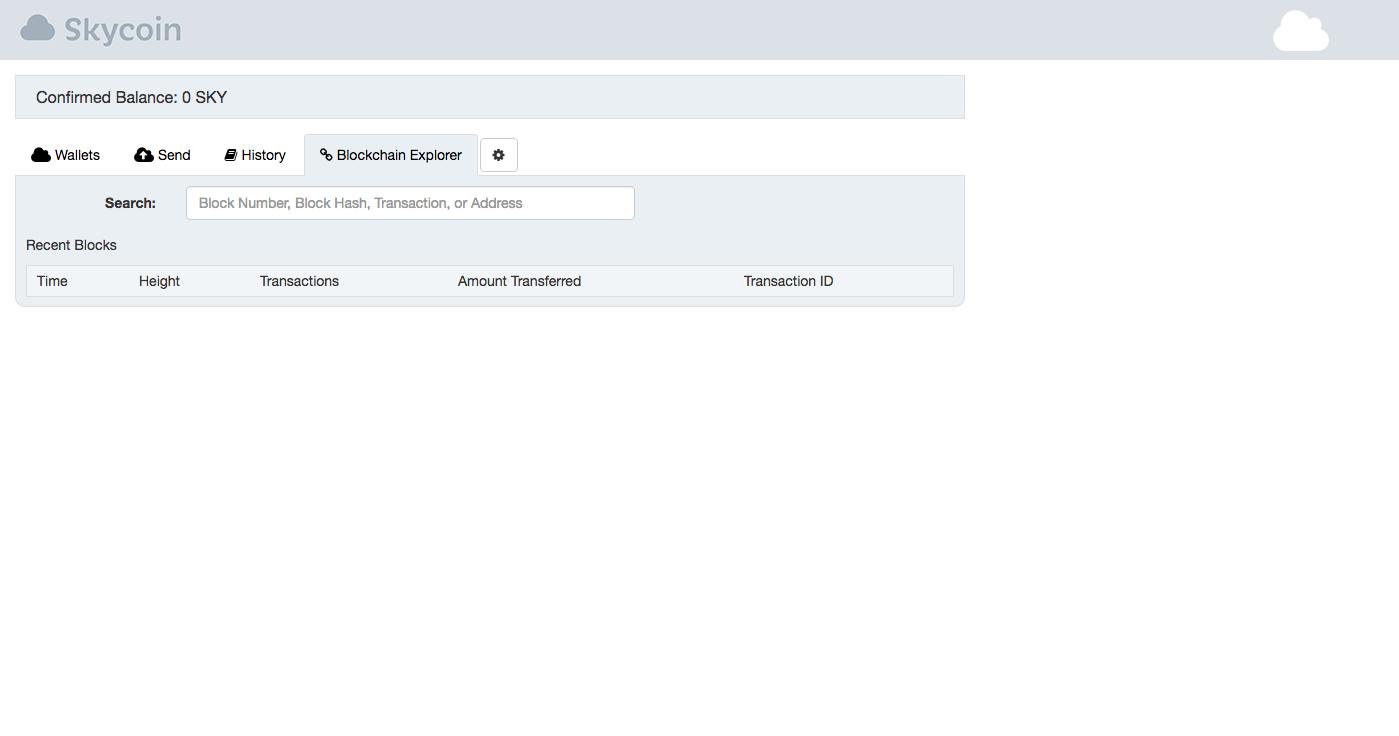 Skycoin
Confirmed Balance: 0 SKY
Wallets Send History Blockchain Explorer
Search: Block Number, Block Hash, Transaction, or Address
Recent Blocks
Time Height Transactions Amount Transferred Transaction ID